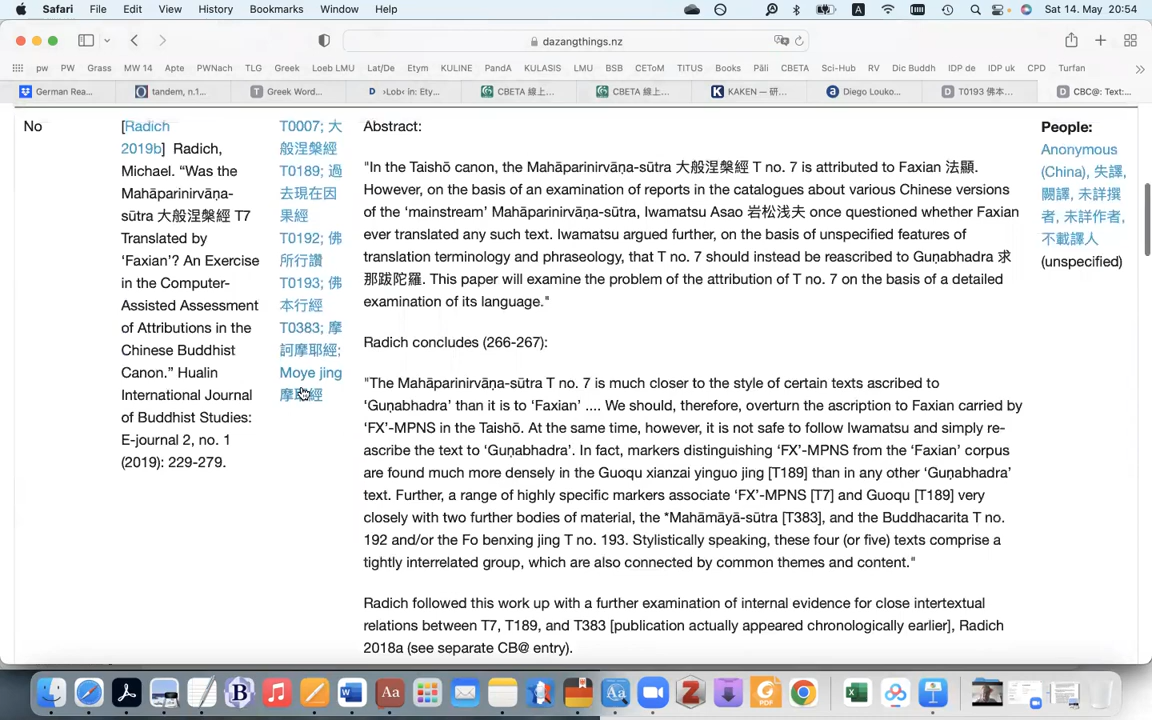 Safari File Edit View History Bookmarks Window Help
A
Sat 14. May 20:54
dazangthings.nz
pw PW Grass MW 14 Apte PWNach TLG Greek Loeb LMU Lat/De Etym KULINE PandA KULASIS LMU BSB CEToM TITUS Books Pāli CBETA Sci-Hub RV Dic Buddh IDP de IDP uk CPD Turfan
German Rea... tandem, n.1... Greek Word... ›Lob‹ in: Ety... CBETA 線上... CBETA 線上... KAKEN — 研... Diego Louko... T0193 佛本... CBC@: Text:...
No
[Radich
2019b] Radich,
Michael. “Was the
Mahāparinirvāṇa-
sūtra 大般涅槃經 T7
Translated by
‘Faxian’? An Exercise
in the Computer-
Assisted Assessment
of Attributions in the
Chinese Buddhist
Canon.” Hualin
International Journal
of Buddhist Studies:
E-journal 2, no. 1
(2019): 229-279.
T0007; 大
般涅槃經
T0189; 過
去現在因
果經
T0192; 佛
所行讚
T0193; 佛
本行經
T0383; 摩
訶摩耶經;
Moye jing
摩耶經
Abstract:
"In the Taishō canon, the Mahāparinirvāṇa-sūtra 大般涅槃經 T no. 7 is attributed to Faxian 法顯.
However, on the basis of an examination of reports in the catalogues about various Chinese versions
of the ‘mainstream’ Mahāparinirvāṇa-sūtra, Iwamatsu Asao 岩松浅夫 once questioned whether Faxian
ever translated any such text. Iwamatsu argued further, on the basis of unspecified features of
translation terminology and phraseology, that T no. 7 should instead be reascribed to Guṇabhadra 求
那跋陀羅. This paper will examine the problem of the attribution of T no. 7 on the basis of a detailed
examination of its language."
Radich concludes (266-267):
"The Mahāparinirvāṇa-sūtra T no. 7 is much closer to the style of certain texts ascribed to
‘Guṇabhadra’ than it is to ‘Faxian’ .... We should, therefore, overturn the ascription to Faxian carried by
‘FX’-MPNS in the Taishō. At the same time, however, it is not safe to follow Iwamatsu and simply re-
ascribe the text to ‘Guṇabhadra’. In fact, markers distinguishing ‘FX’-MPNS from the ‘Faxian’ corpus
are found much more densely in the Guoqu xianzai yinguo jing [T189] than in any other ‘Guṇabhadra’
text. Further, a range of highly specific markers associate ‘FX’-MPNS [T7] and Guoqu [T189] very
closely with two further bodies of material, the *Mahāmāyā-sūtra [T383], and the Buddhacarita T no.
192 and/or the Fo benxing jing T no. 193. Stylistically speaking, these four (or five) texts comprise a
tightly interrelated group, which are also connected by common themes and content."
Radich followed this work up with a further examination of internal evidence for close intertextual
relations between T7, T189, and T383 [publication actually appeared chronologically earlier], Radich
2018a (see separate CB@ entry).
People:
Anonymous
(China), 失譯,
闕譯, 未詳撰
者, 未詳作者,
不載譯人
(unspecified)